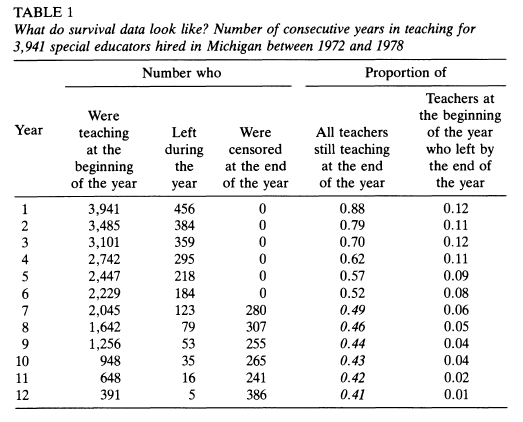 TABLE 1
What do survival data look like? Number of consecutive years in teaching for
3,941 special educators hired in Michigan between 1972 and 1978
Number who Proportion of
Teachers at
Were the beginning
Year teaching Left Were All teachers of the year
at the during censored still teaching who left by
beginning the at the end at the end the end of
of the year year of the year of the year the year
1 3,941 456 0 0.88 0.12
2 3,485 384 0 0.79 0.11
3 3,101 359 0 0.70 0.12
4 2,742 295 0 0.62 0.11
5 2,447 218 0 0.57 0.09
6 2,229 184 0 0.52 0.08
7 2,045 123 280 0.49 0.06
8 1,642 79 307 0.46 0.05
9 1,256 53 255 0.44 0.04
10 948 35 265 0.43 0.04
11 648 16 241 0.42 0.02
12 391 5 386 0.41 0.01